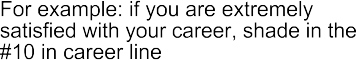 For example: if you are extremely
satisfied with your career, shade in the
#10 in career line